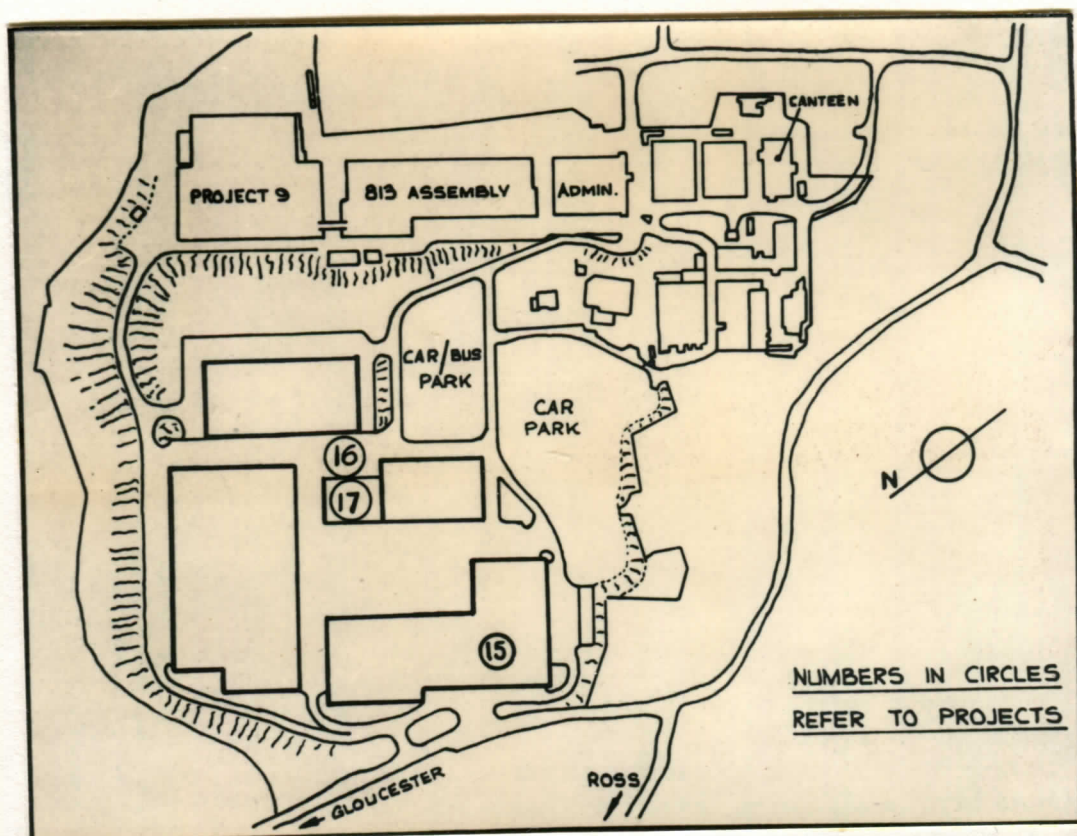 CANTEEN
PROJECT 9
813 ASSEMBLY
ADMIN.
CAR/BUS
PARK
CAR
PARK
16
17
N
15
NUMBERS IN CIRCLES
REFER TO PROJECTS
GLOUCESTER
ROSS